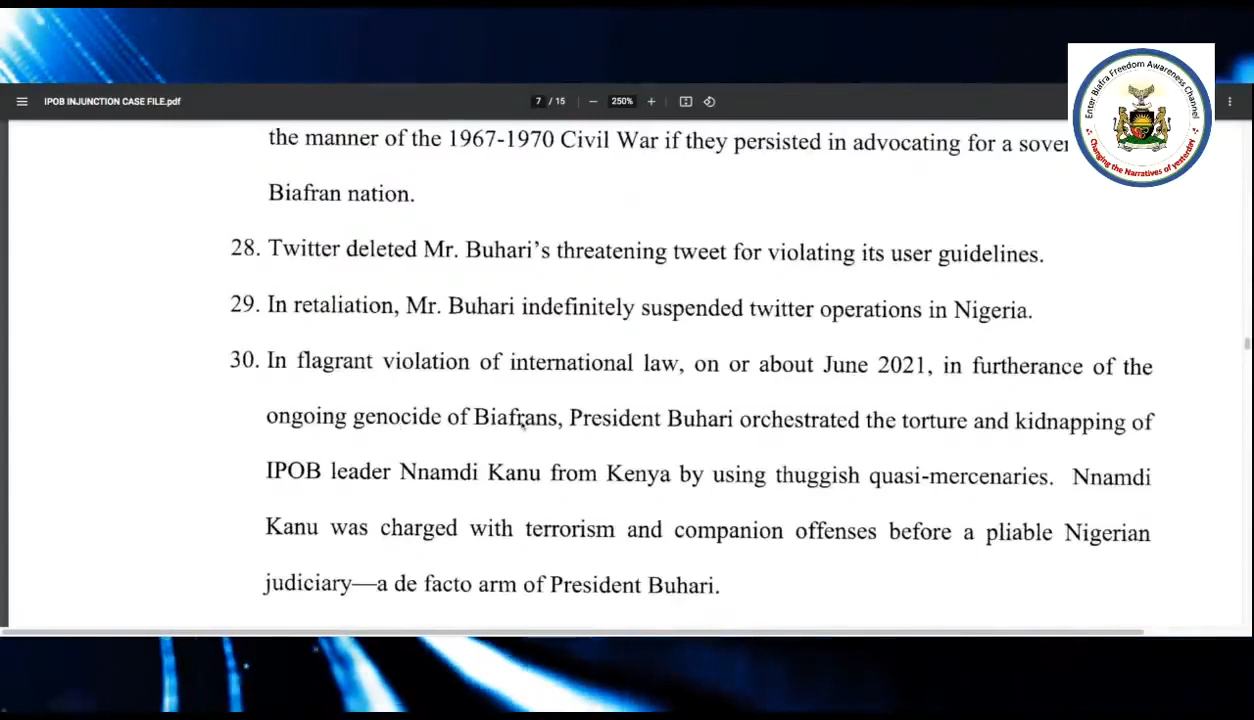 IPOB INJUNCTION CASE FILE.pdf
7 / 15
250%
Enter Biafra Freedom Awareness Channel
Changing the Narratives of yesterday
the manner of the 1967-1970 Civil War if they persisted in advocating for a sover
Biafran nation.
28. Twitter deleted Mr. Buhari’s threatening tweet for violating its user guidelines.
29. In retaliation, Mr. Buhari indefinitely suspended twitter operations in Nigeria.
30. In flagrant violation of international law, on or about June 2021, in furtherance of the
ongoing genocide of Biafrans, President Buhari orchestrated the torture and kidnapping of
IPOB leader Nnamdi Kanu from Kenya by using thuggish quasi-mercenaries. Nnamdi
Kanu was charged with terrorism and companion offenses before a pliable Nigerian
judiciary—a de facto arm of President Buhari.